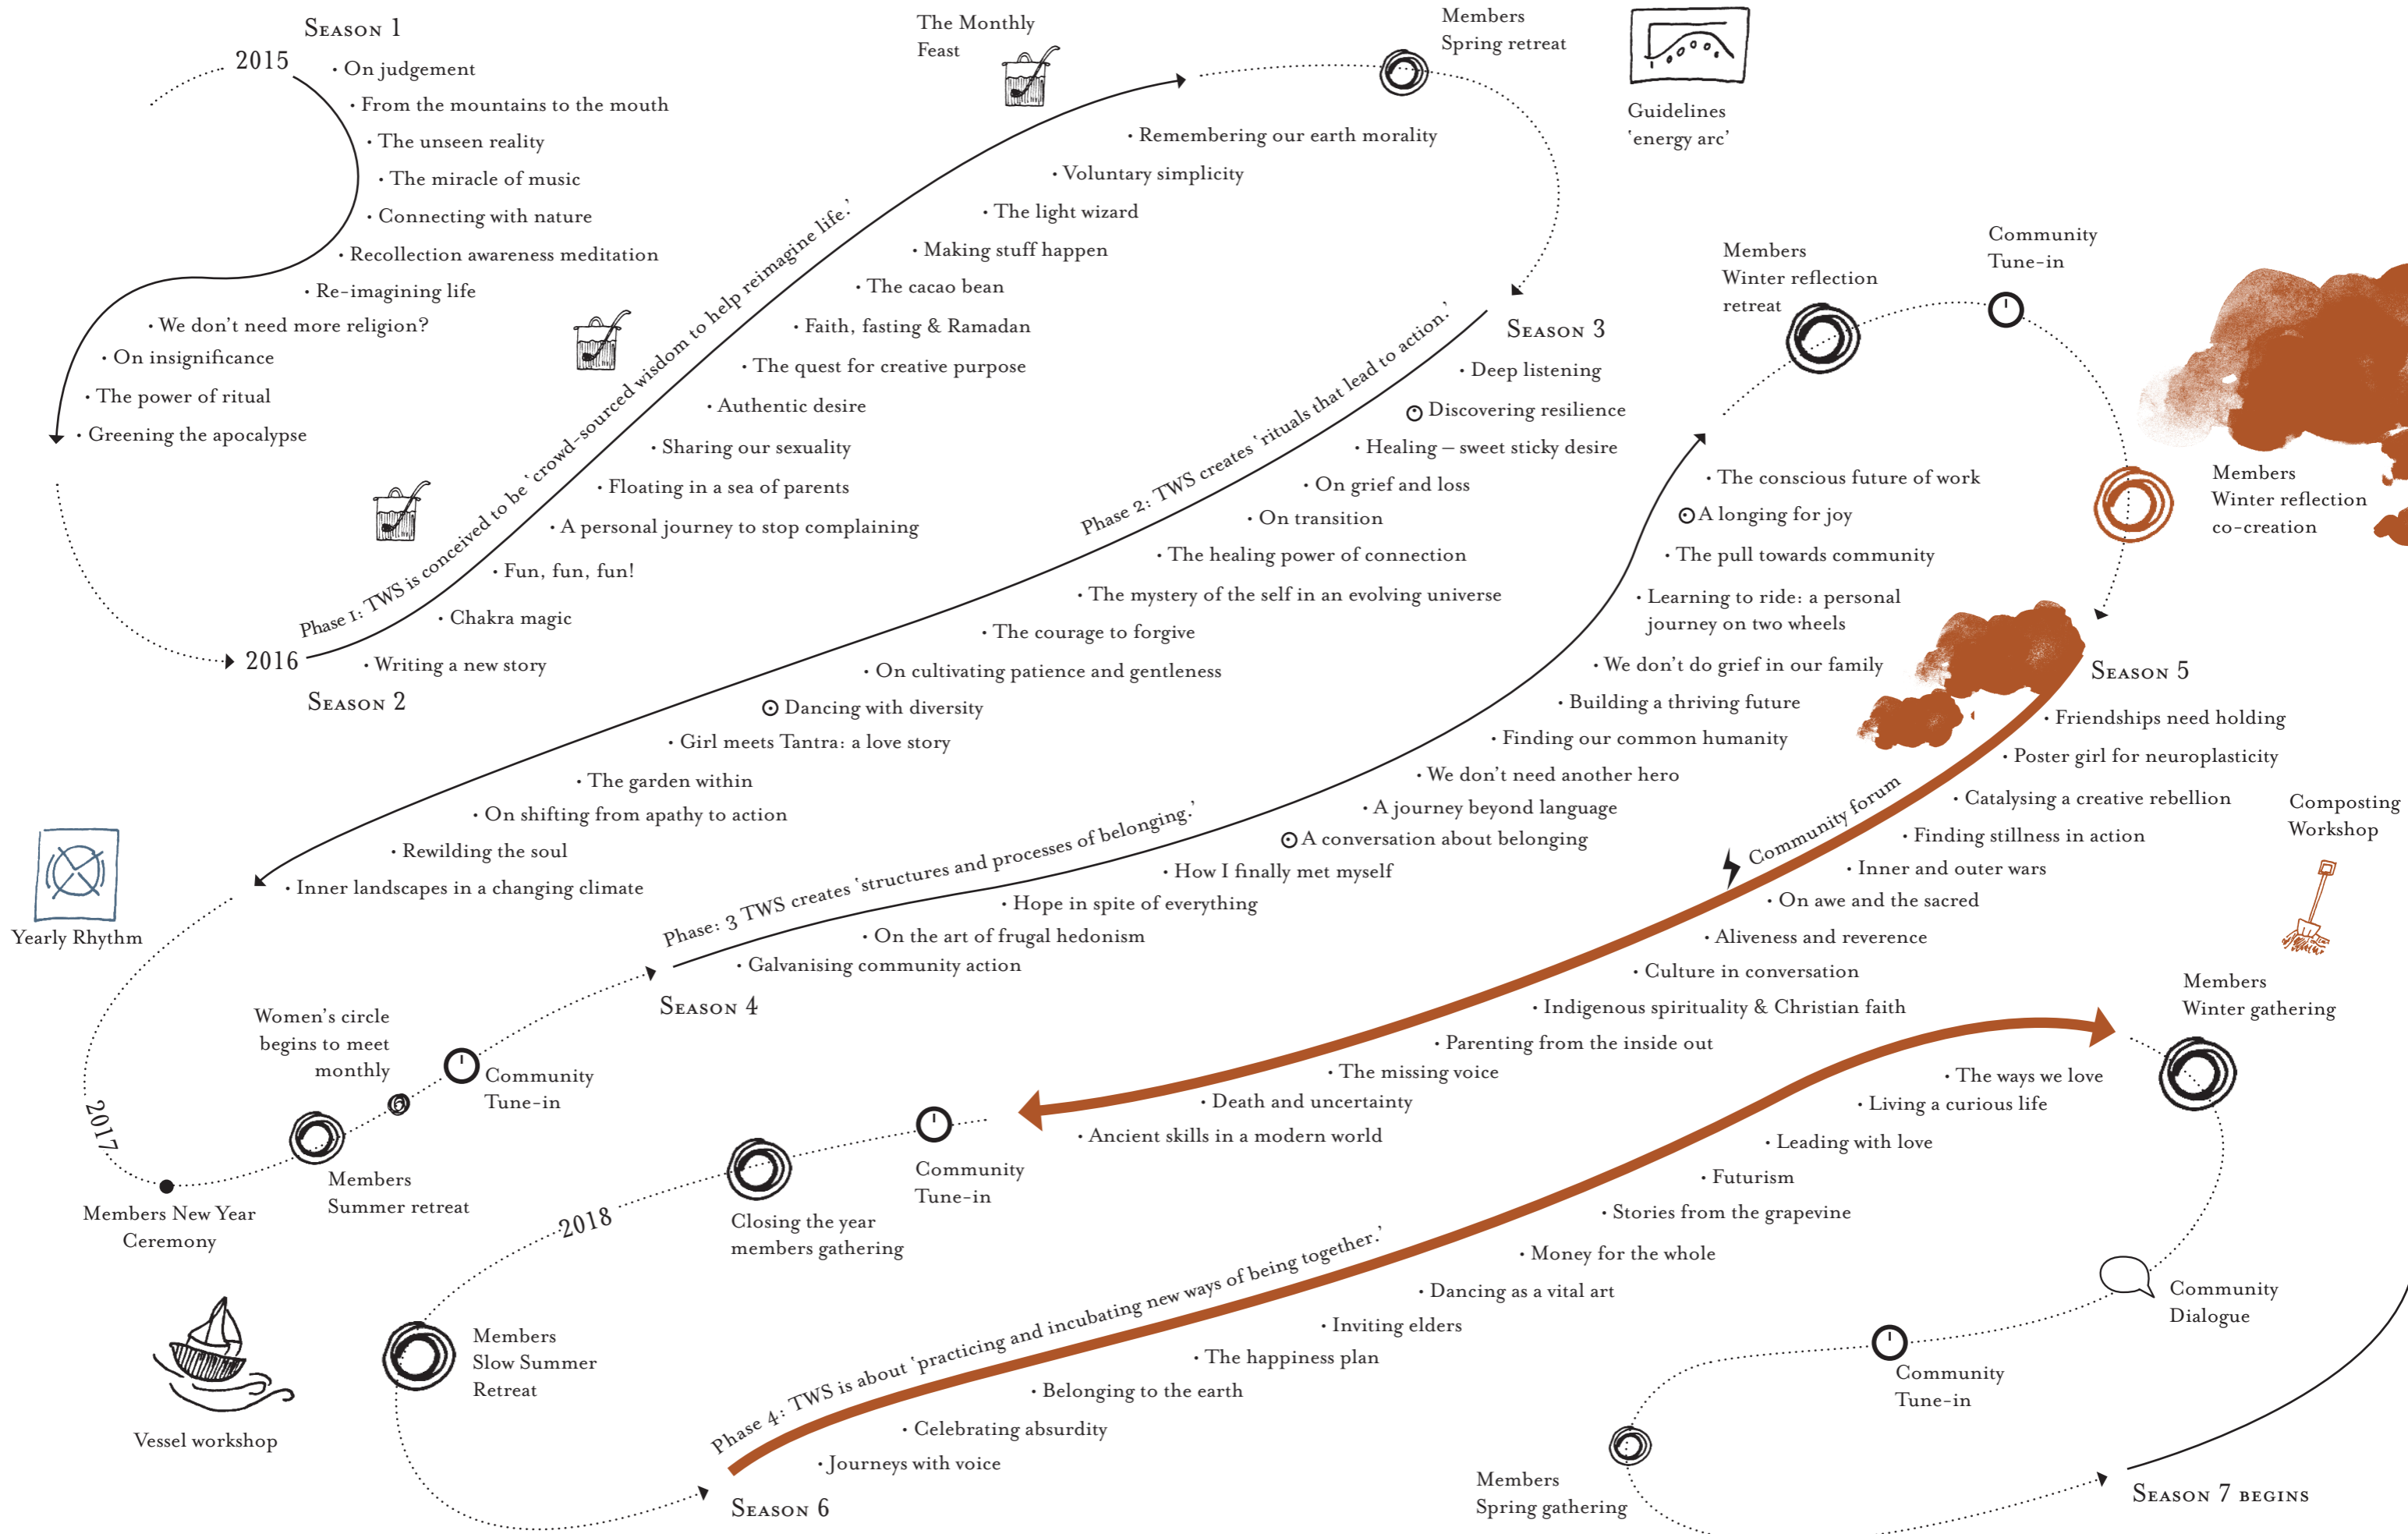 Season 1
2015
• On judgement
• From the mountains to the mouth
• The unseen reality
• The miracle of music
• Connecting with nature
• Recollection awareness meditation
• Re-imagining life
• We don't need more religion?
• On insignificance
• The power of ritual
• Greening the apocalypse
2016
Season 2
Phase 1: TWS is conceived to be 'crowd-sourced wisdom to help reimagine life.'
• Writing a new story
• Chakra magic
• Fun, fun, fun!
• A personal journey to stop complaining
• Floating in a sea of parents
• Sharing our sexuality
• Authentic desire
• The quest for creative purpose
• Faith, fasting & Ramadan
• The cacao bean
• Making stuff happen
• The light wizard
• Voluntary simplicity
• Remembering our earth morality
The Monthly
Feast
Members
Spring retreat
Guidelines
'energy arc'
Season 3
Phase 2: TWS creates 'rituals that lead to action.'
• Deep listening
Discovering resilience
• Healing – sweet sticky desire
• On grief and loss
• On transition
• The healing power of connection
• The mystery of the self in an evolving universe
• The courage to forgive
• On cultivating patience and gentleness
Dancing with diversity
• Girl meets Tantra: a love story
• The garden within
• On shifting from apathy to action
• Rewilding the soul
• Inner landscapes in a changing climate
Yearly Rhythm
2017
Members New Year
Ceremony
Members
Summer retreat
Women's circle
begins to meet
monthly
Community
Tune-in
Season 4
Phase: 3 TWS creates 'structures and processes of belonging.'
• Galvanising community action
• On the art of frugal hedonism
• Hope in spite of everything
• How I finally met myself
A conversation about belonging
• A journey beyond language
• We don't need another hero
• Finding our common humanity
• Building a thriving future
• We don't do grief in our family
• Learning to ride: a personal
journey on two wheels
• The pull towards community
A longing for joy
• The conscious future of work
Members
Winter reflection
retreat
Community
Tune-in
Members
Winter reflection
co-creation
Season 5
• Friendships need holding
• Poster girl for neuroplasticity
• Catalysing a creative rebellion
• Finding stillness in action
• Inner and outer wars
• On awe and the sacred
• Aliveness and reverence
• Culture in conversation
• Indigenous spirituality & Christian faith
• Parenting from the inside out
• The missing voice
• Death and uncertainty
• Ancient skills in a modern world
Community forum
Composting
Workshop
Community
Tune-in
Closing the year
members gathering
2018
Members
Slow Summer
Retreat
Vessel workshop
Season 6
Phase 4: TWS is about 'practicing and incubating new ways of being together.'
• Journeys with voice
• Celebrating absurdity
• Belonging to the earth
• The happiness plan
• Inviting elders
• Dancing as a vital art
• Money for the whole
• Stories from the grapevine
• Futurism
• Leading with love
• Living a curious life
• The ways we love
Members
Winter gathering
Community
Dialogue
Community
Tune-in
Members
Spring gathering
Season 7 begins